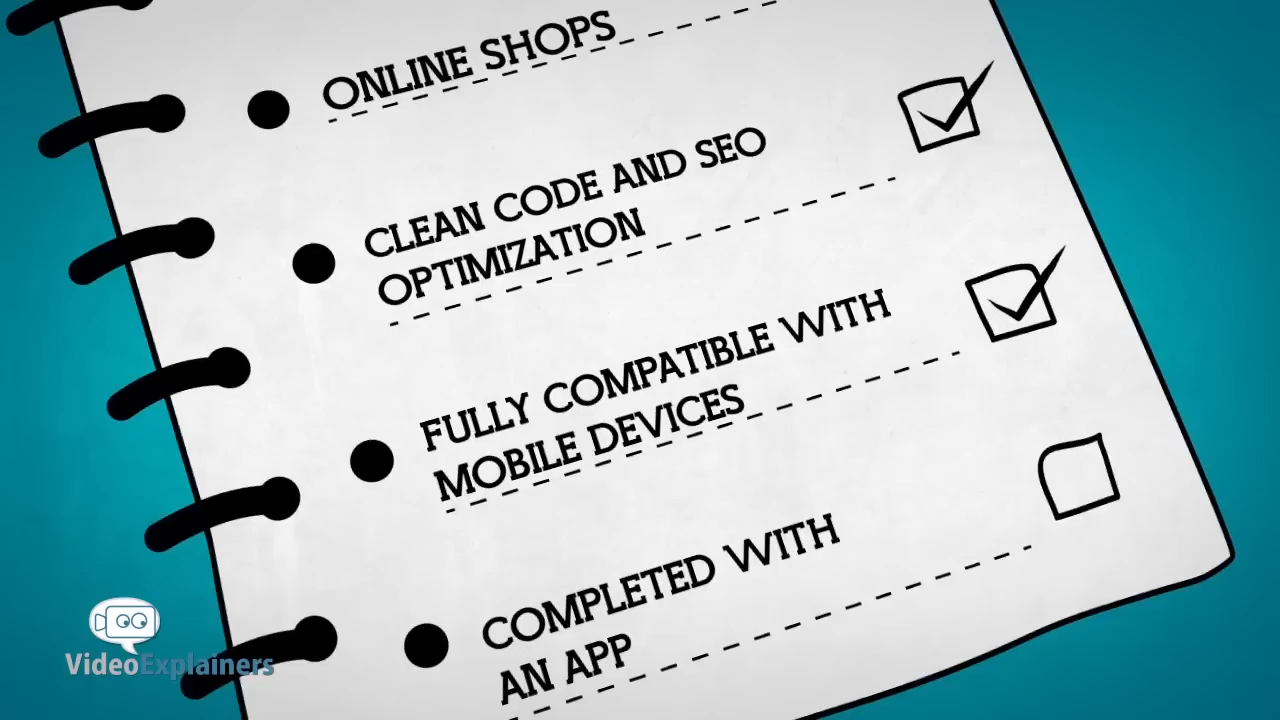 ONLINE SHOPS
CLEAN CODE AND SEO
OPTIMIZATION
FULLY COMPATIBLE WITH
MOBILE DEVICES
COMPLETED WITH
AN APP
VideoExplainers